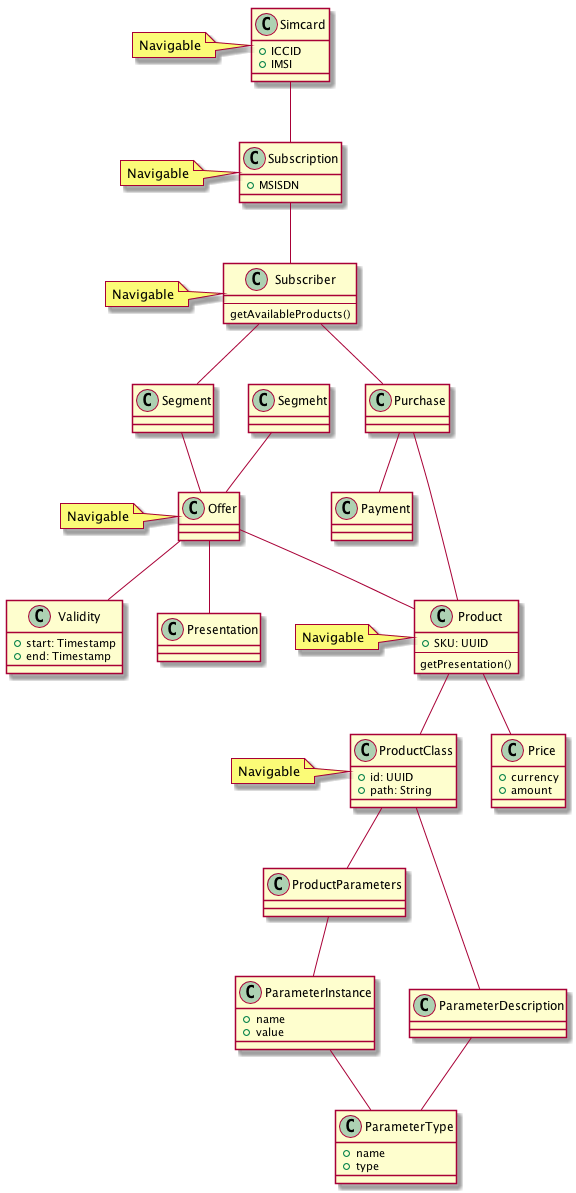 C Simcard
Navigable
ICCID
IMSI
C Subscription
Navigable
MSISDN
C Subscriber
Navigable
getAvailableProducts()
C Segment
C Segmeht
C Purchase
C Offer
Navigable
C Payment
C Validity
start: Timestamp
end: Timestamp
C Presentation
C Product
Navigable
SKU: UUID
getPresentation()
C ProductClass
Navigable
id: UUID
path: String
C Price
currency
amount
C ProductParameters
C ParameterInstance
name
value
C ParameterDescription
C ParameterType
name
type